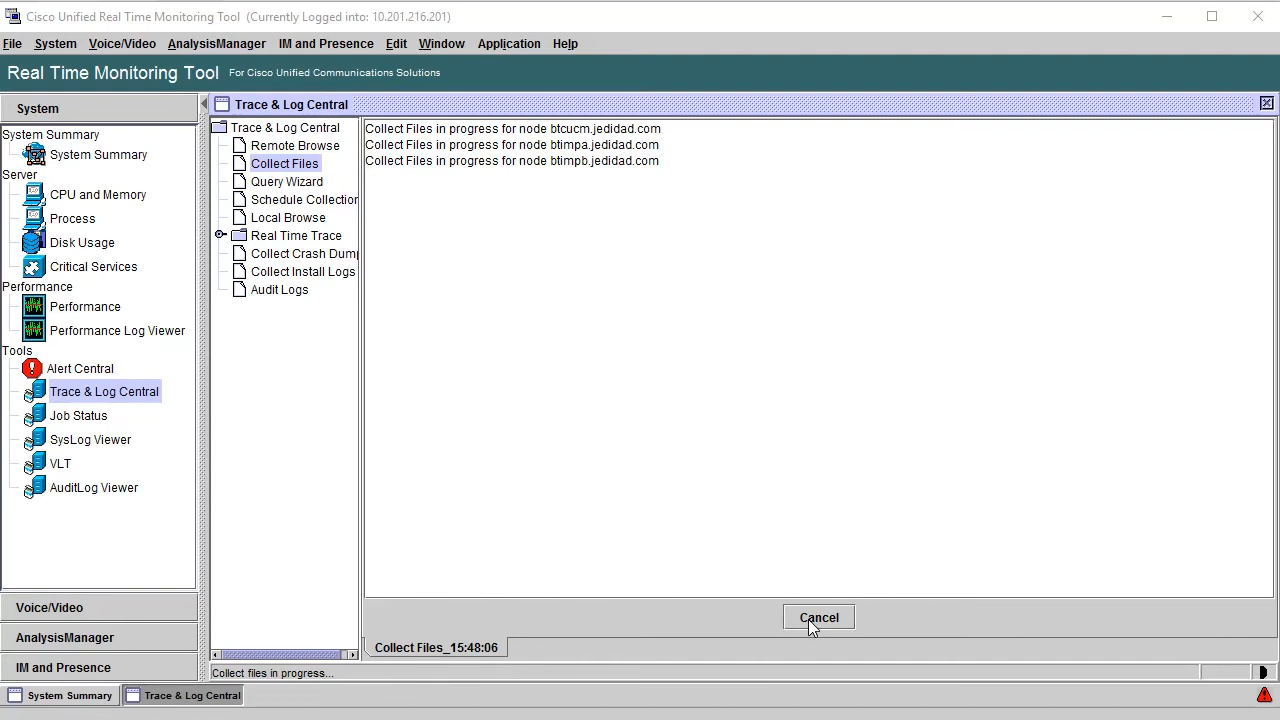 Cisco Unified Real Time Monitoring Tool (Currently Logged into: 10.201.216.201)
File System Voice/Video AnalysisManager IM and Presence Edit Window Application Help
Real Time Monitoring Tool For Cisco Unified Communications Solutions
System
System Summary
System Summary
Server
CPU and Memory
Process
Disk Usage
Critical Services
Performance
Performance
Performance Log Viewer
Tools
Alert Central
Trace & Log Central
Job Status
SysLog Viewer
VLT
AuditLog Viewer
Voice/Video
AnalysisManager
IM and Presence
Trace & Log Central
Trace & Log Central
Remote Browse
Collect Files
Query Wizard
Schedule Collection
Local Browse
Real Time Trace
Collect Crash Dump
Collect Install Logs
Audit Logs
Collect Files in progress for node btcucm.jedidad.com
Collect Files in progress for node btimpa.jedidad.com
Collect Files in progress for node btimpb.jedidad.com
Cancel
Collect Files_15:48:06
Collect files in progress...
System Summary Trace & Log Central